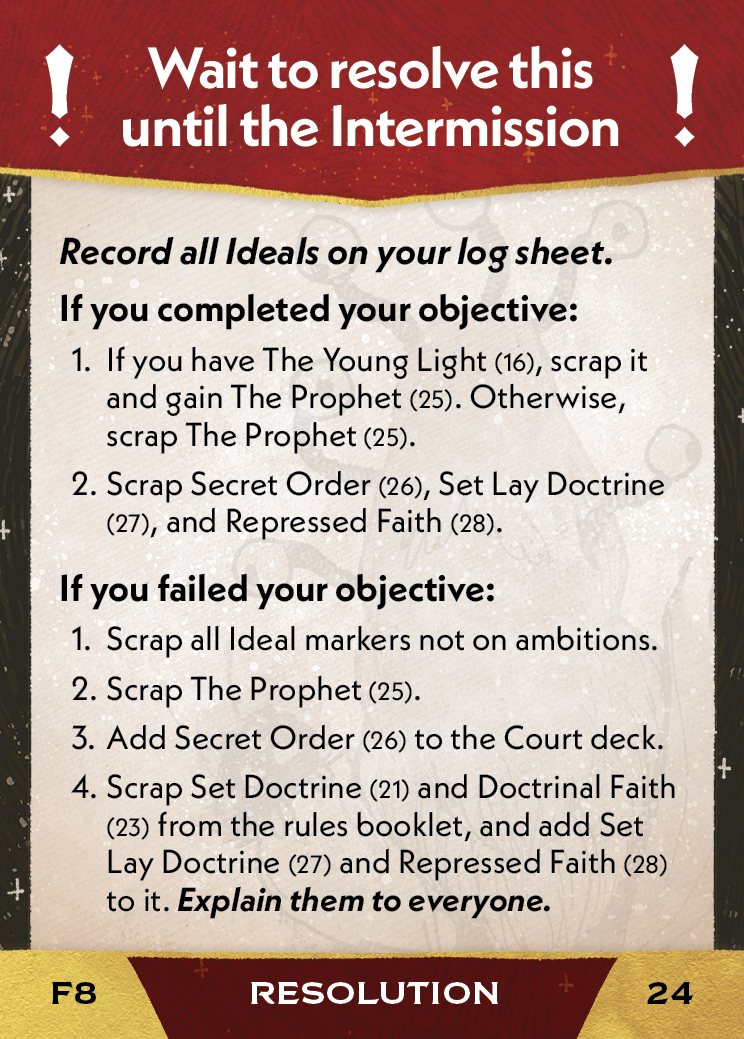 ! Wait to resolve this !
until the Intermission
Record all Ideals on your log sheet.
If you completed your objective:
1. If you have The Young Light (16), scrap it
and gain The Prophet (25). Otherwise,
scrap The Prophet (25).
2. Scrap Secret Order (26), Set Lay Doctrine
(27), and Repressed Faith (28).
If you failed your objective:
1. Scrap all Ideal markers not on ambitions.
2. Scrap The Prophet (25).
3. Add Secret Order (26) to the Court deck.
4. Scrap Set Doctrine (21) and Doctrinal Faith
(23) from the rules booklet, and add Set
Lay Doctrine (27) and Repressed Faith (28)
to it. Explain them to everyone.
F8 RESOLUTION 24